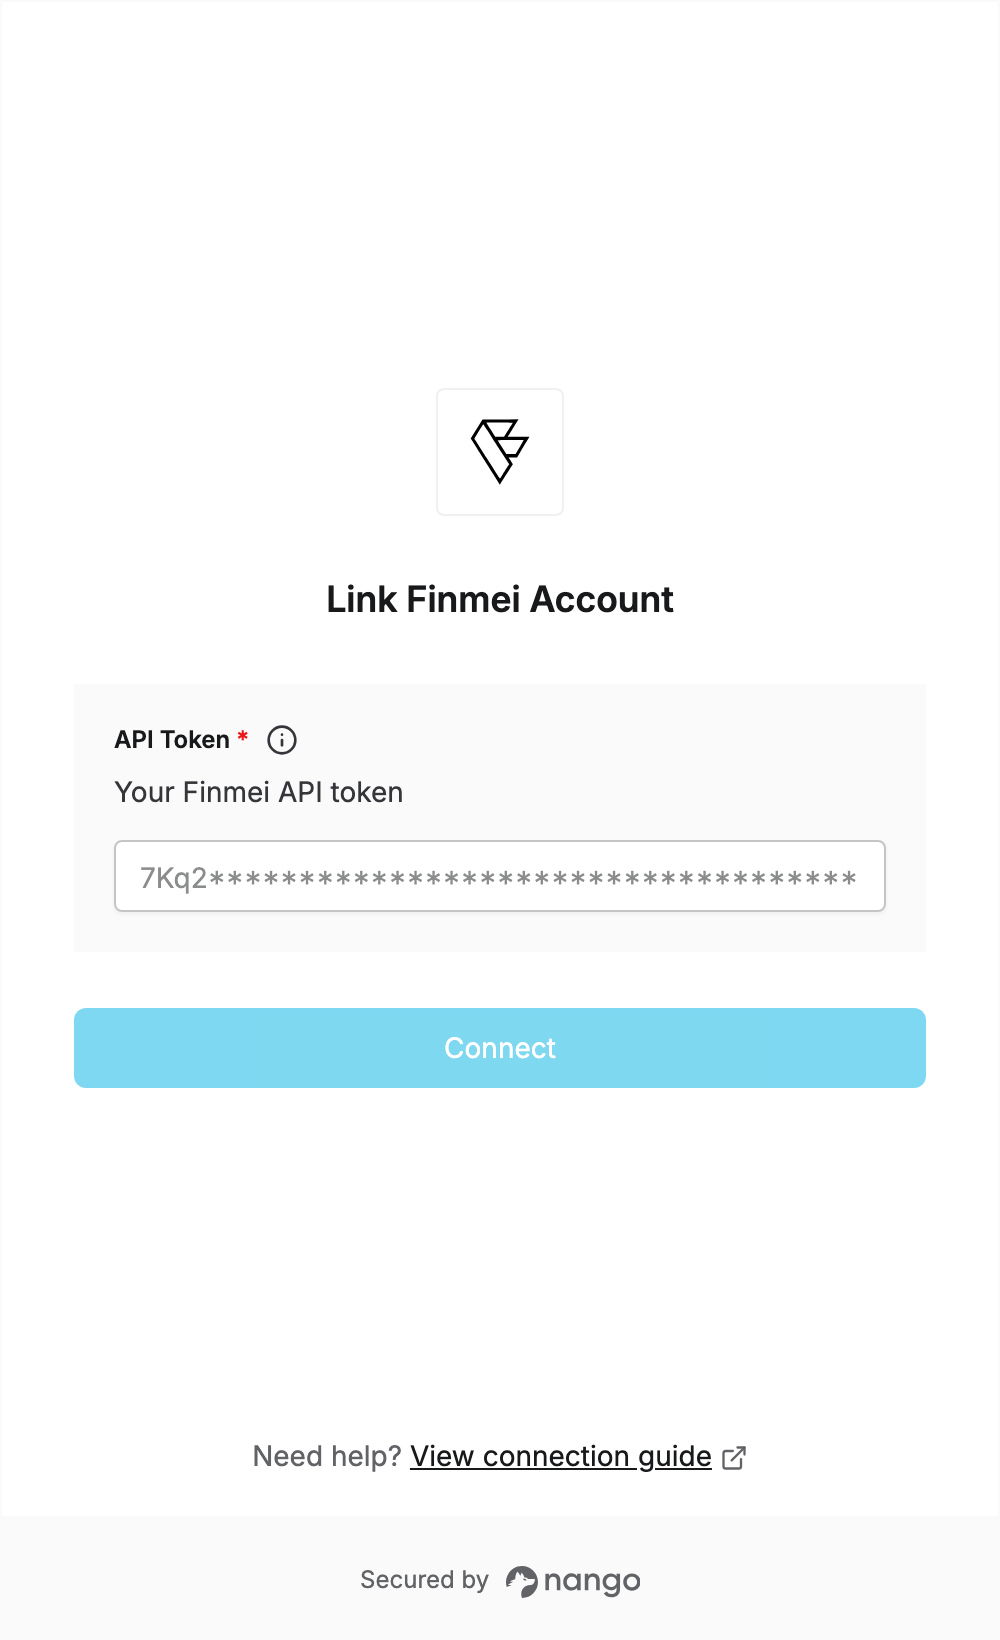 Link Finmei Account
API Token *
Your Finmei API token
7Kq2************************************
Connect
Need help? View connection guide
Secured by nango